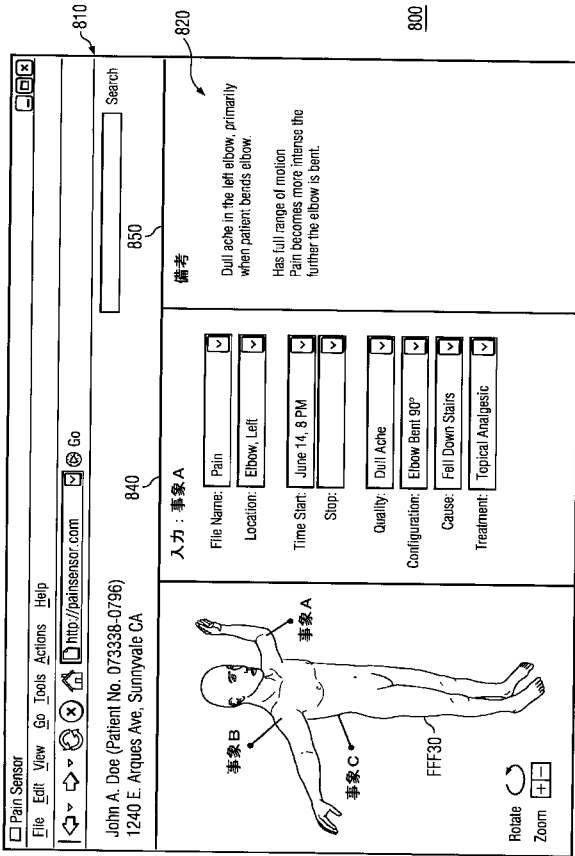 Pain Sensor
File Edit View Go Tools Actions Help
http://painsensor.com
Go
810
John A. Doe (Patient No. 073338-0796)
1240 E. Arques Ave, Sunnyvale CA
Search
840
850
820
事象B
事象A
事象C
FFF30
Rotate
Zoom + -
入力：事象A
File Name: Pain
Location: Elbow, Left
Time Start: June 14, 8 PM
Stop:
Quality: Dull Ache
Configuration: Elbow Bent 90°
Cause: Fell Down Stairs
Treatment: Topical Analgesic
備考
Dull ache in the left elbow, primarily
when patient bends elbow.
Has full range of motion
Pain becomes more intense the
further the elbow is bent.
800